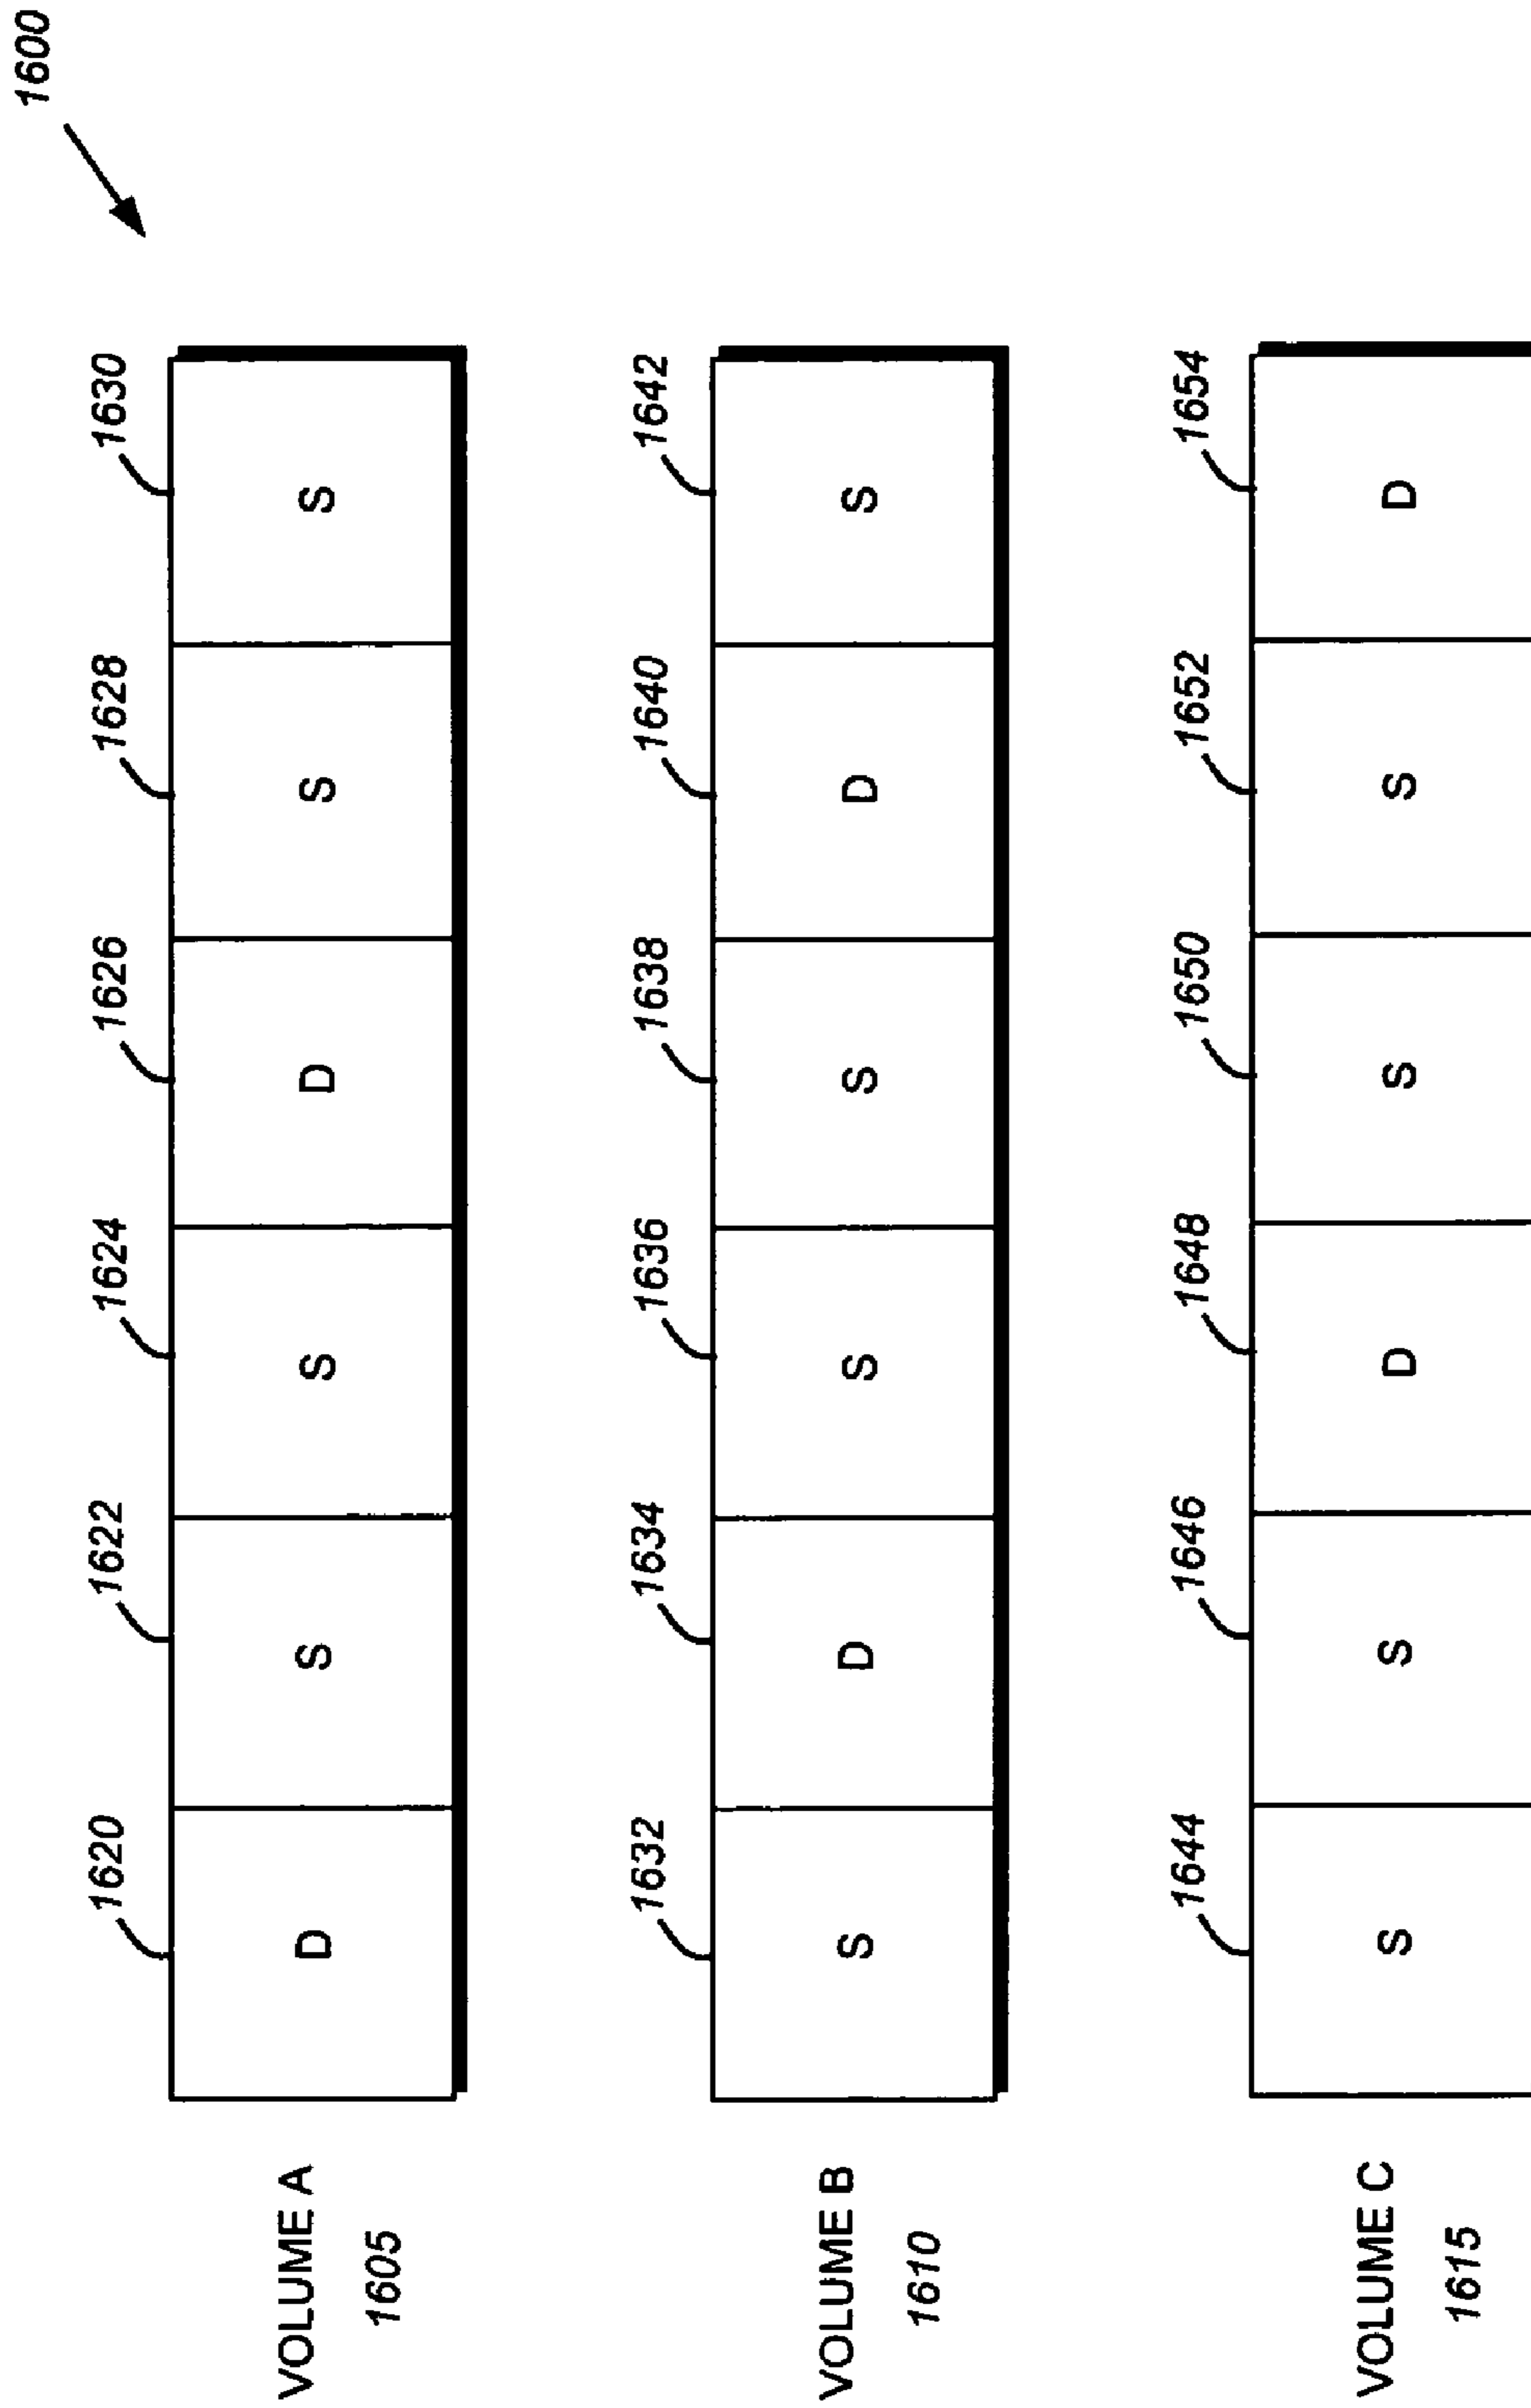 1600
1620 1622 1624 1626 1628 1630
VOLUME A D S S D S S
1605
1632 1634 1636 1638 1640 1642
VOLUME B S D S S D S
1610
1644 1646 1648 1650 1652 1654
VOLUME C S S D S S D
1615